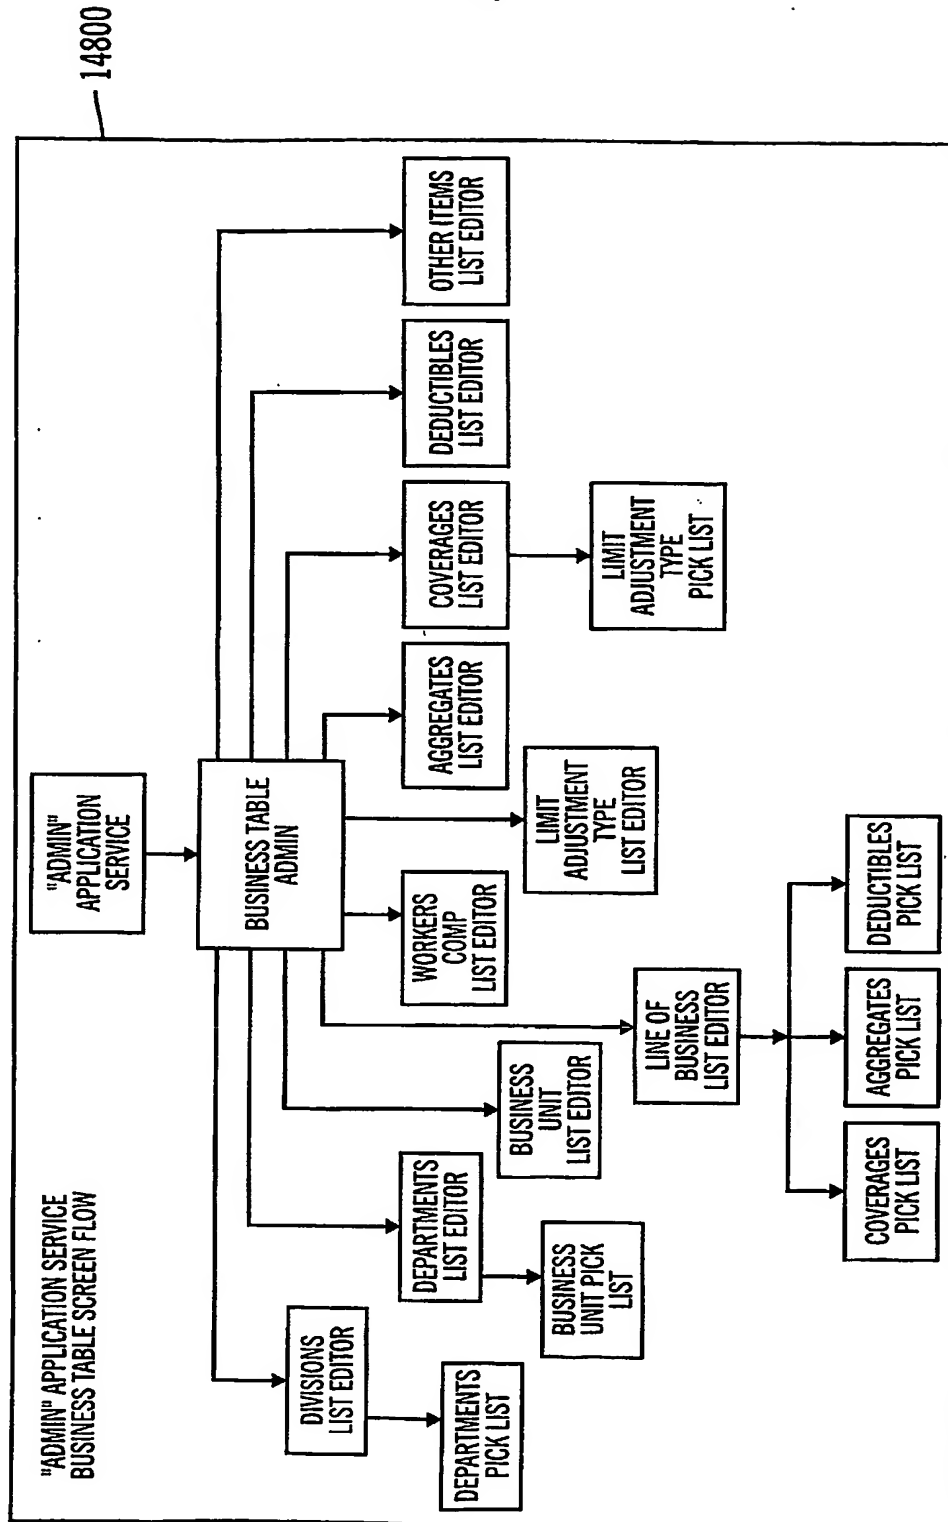 14800
"ADMIN" APPLICATION SERVICE
BUSINESS TABLE SCREEN FLOW
"ADMIN"
APPLICATION
SERVICE
BUSINESS TABLE
ADMIN
DIVISIONS
LIST EDITOR
DEPARTMENTS
PICK LIST
DEPARTMENTS
LIST EDITOR
BUSINESS
UNIT PICK
LIST
BUSINESS
UNIT
LIST EDITOR
LINE OF
BUSINESS
LIST EDITOR
COVERAGES
PICK LIST
AGGREGATES
PICK LIST
DEDUCTIBLES
PICK LIST
WORKERS
COMP
LIST EDITOR
LIMIT
ADJUSTMENT
TYPE
LIST EDITOR
AGGREGATES
LIST EDITOR
COVERAGES
LIST EDITOR
LIMIT
ADJUSTMENT
TYPE
PICK LIST
DEDUCTIBLES
LIST EDITOR
OTHER ITEMS
LIST EDITOR